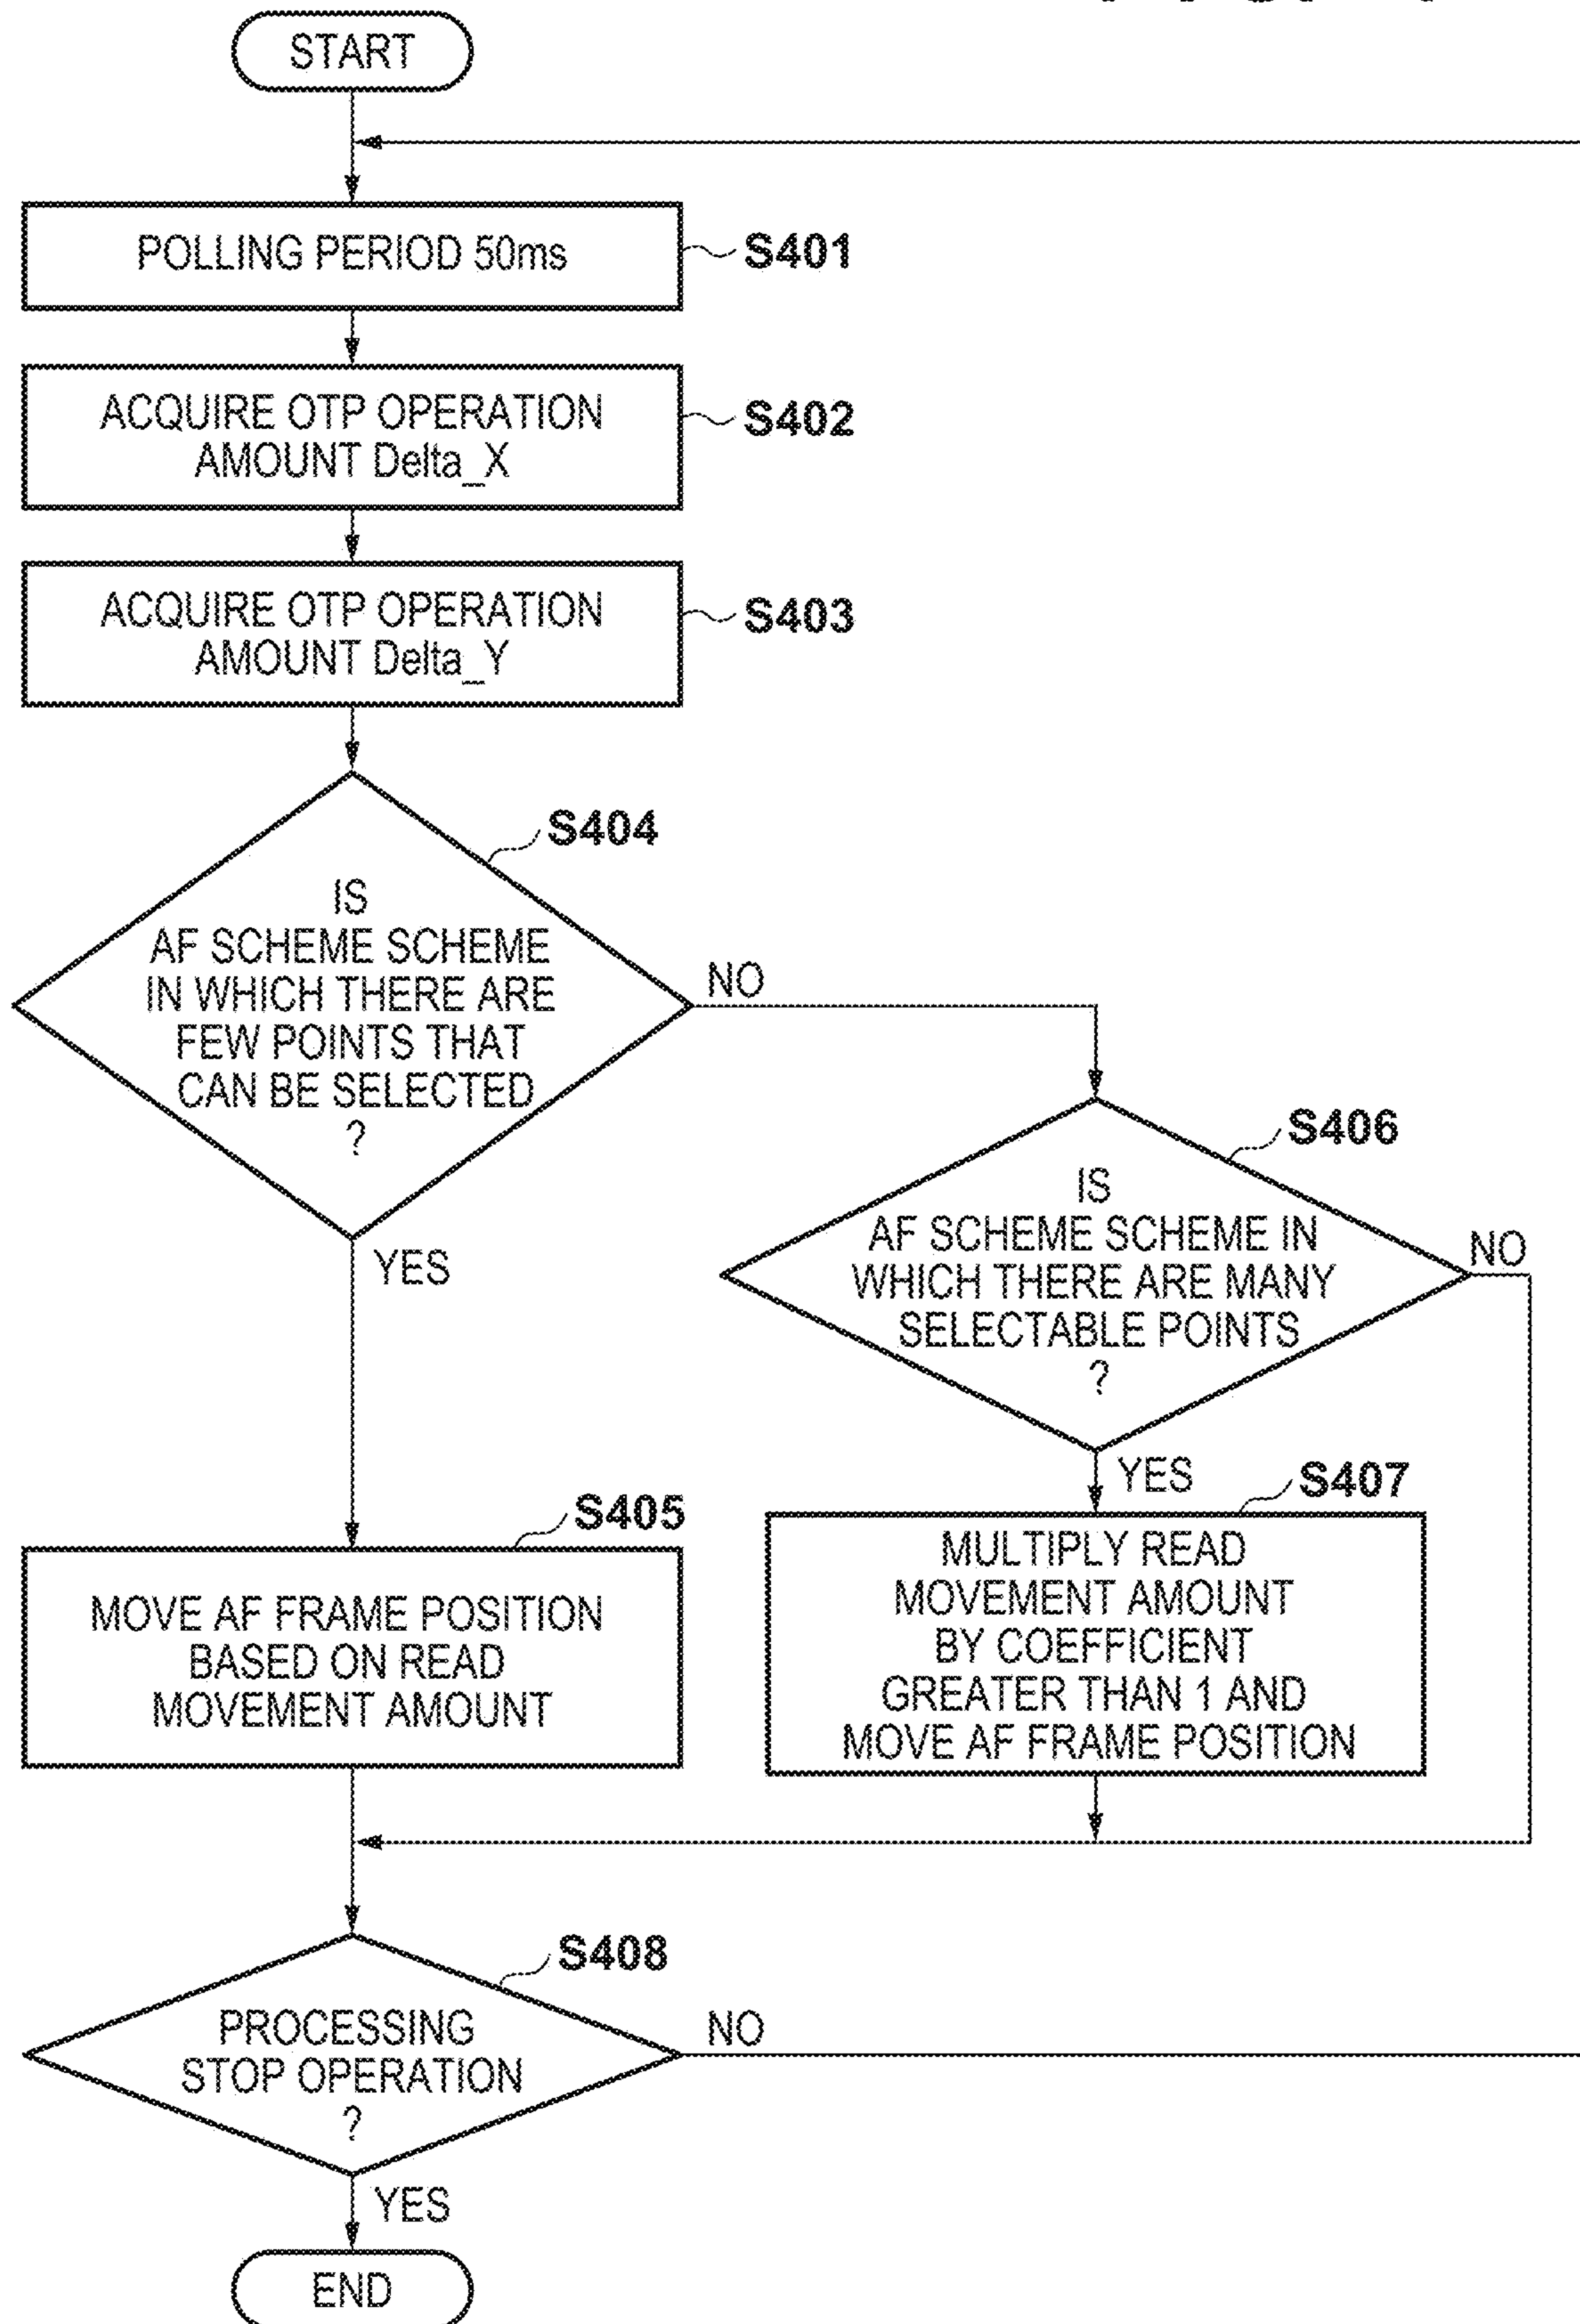 START
POLLING PERIOD 50ms
S401
ACQUIRE OTP OPERATION
AMOUNT Delta_X
S402
ACQUIRE OTP OPERATION
AMOUNT Delta_Y
S403
S404
IS
AF SCHEME SCHEME
IN WHICH THERE ARE
FEW POINTS THAT
CAN BE SELECTED
?
NO
YES
S406
IS
AF SCHEME SCHEME IN
WHICH THERE ARE MANY
SELECTABLE POINTS
?
NO
YES
S405
MOVE AF FRAME POSITION
BASED ON READ
MOVEMENT AMOUNT
S407
MULTIPLY READ
MOVEMENT AMOUNT
BY COEFFICIENT
GREATER THAN 1 AND
MOVE AF FRAME POSITION
S408
PROCESSING
STOP OPERATION
?
NO
YES
END